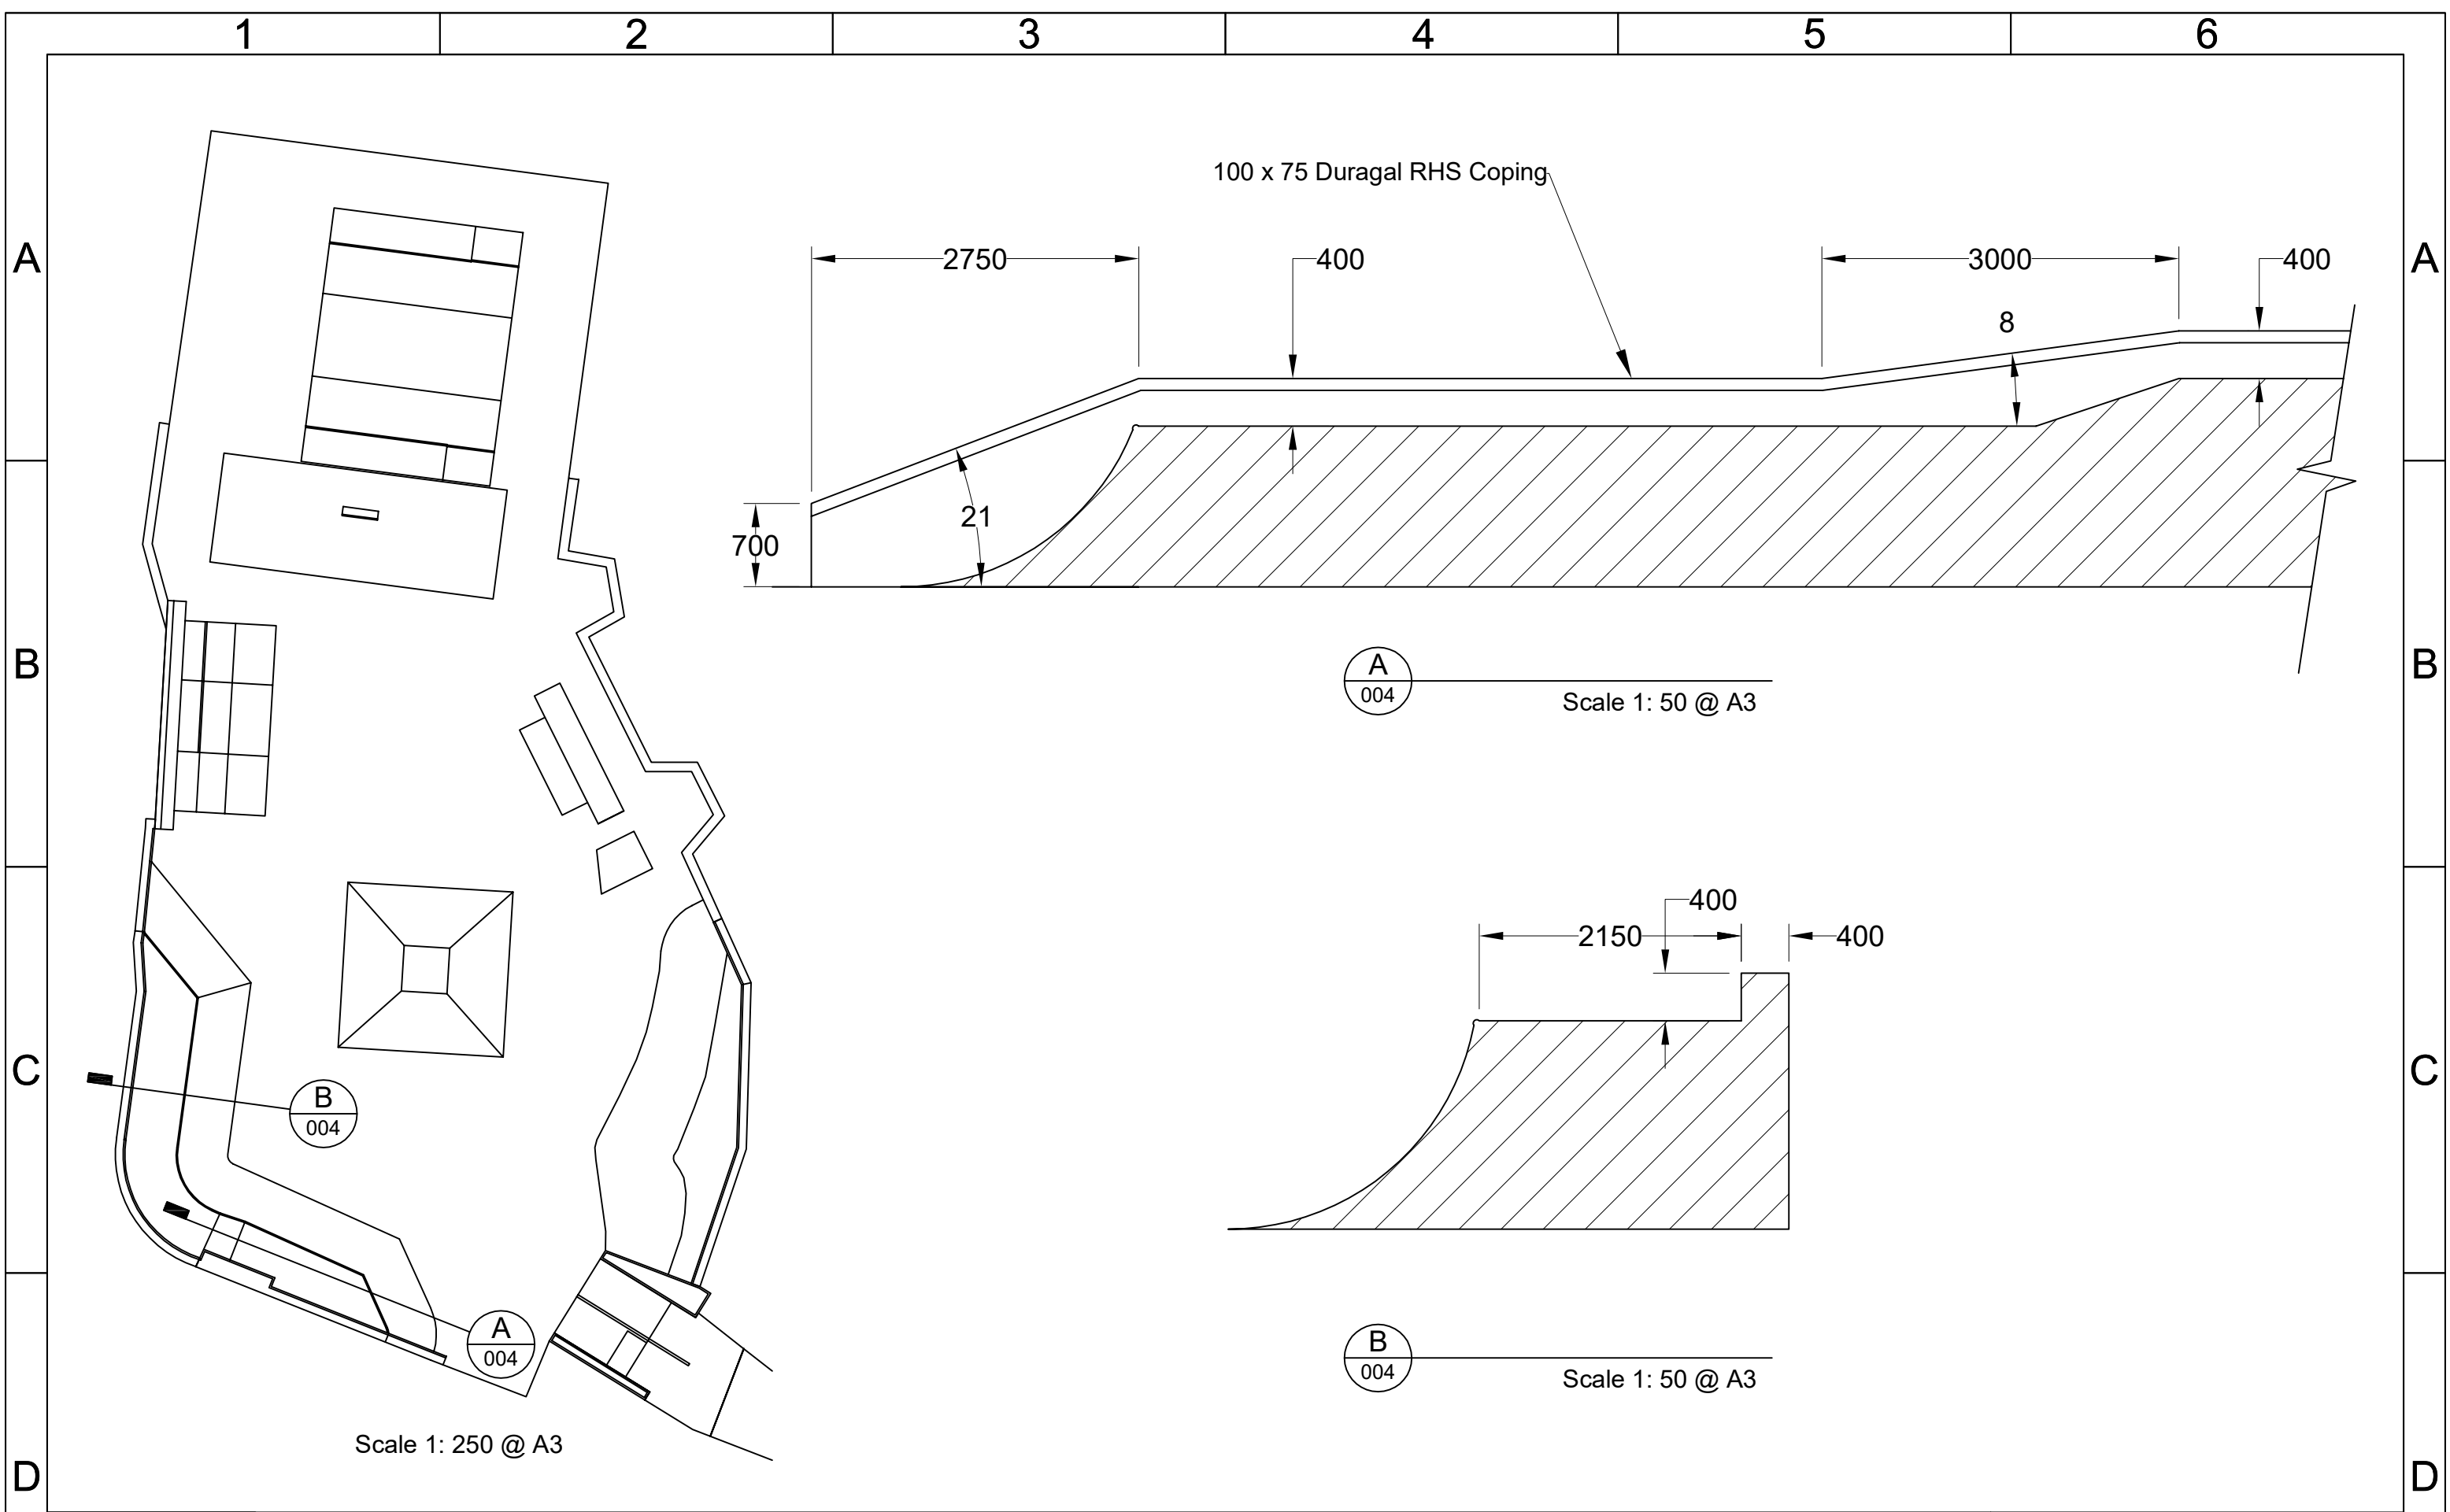 1 2 3 4 5 6
A A
100 x 75 Duragal RHS Coping
2750 400 3000 400
8
21
700
B B
A
004
Scale 1: 50 @ A3
400
2150 400
C C
B
004
A
004
B
004
Scale 1: 50 @ A3
Scale 1: 250 @ A3
D D